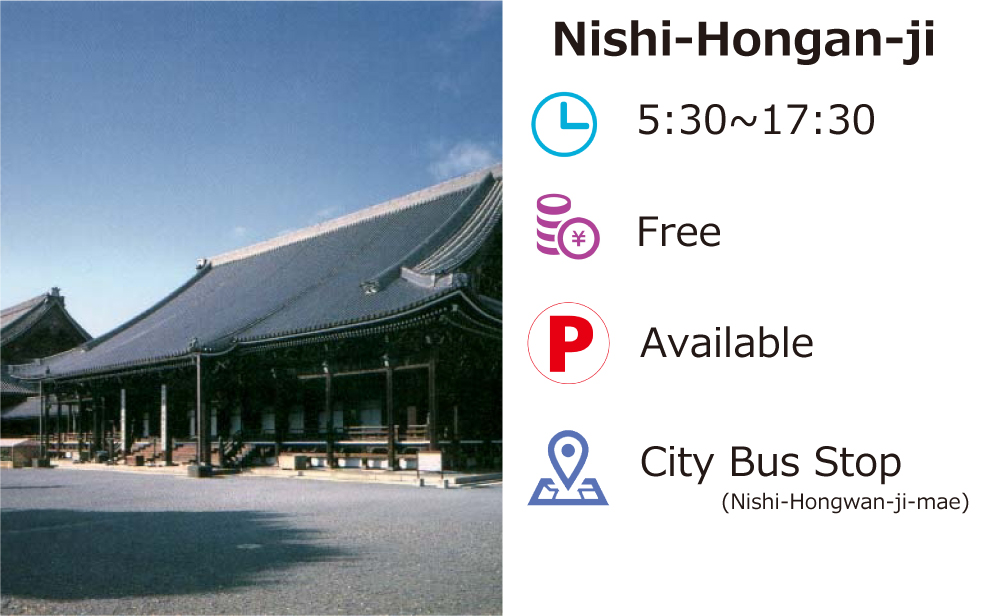 Nishi-Hongan-ji
5:30~17:30
¥
Free
P
Available
City Bus Stop
(Nishi-Hongwan-ji-mae)